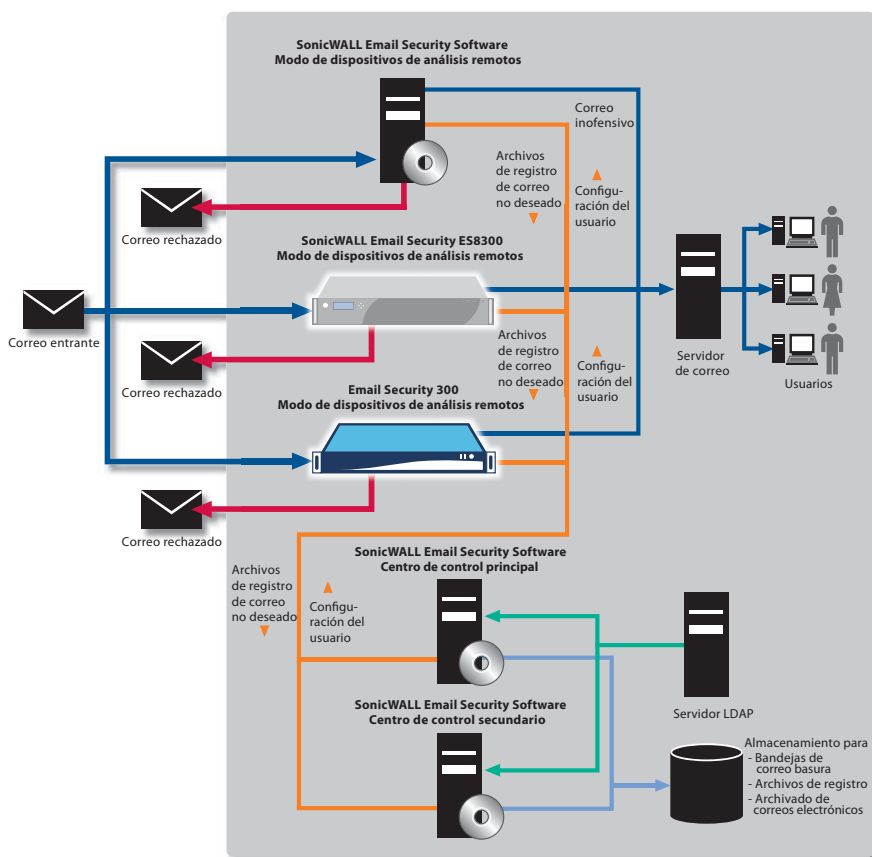 SonicWALL Email Security Software
Modo de dispositivos de análisis remotos
Correo
inofensivo
Archivos
de registro
de correo
no deseado
Configu-
ración del
usuario
Correo rechazado
SonicWALL Email Security ES8300
Modo de dispositivos de análisis remotos
Correo entrante
Archivos
de registro
de correo
no deseado
Configu-
ración del
usuario
Servidor
de correo
Usuarios
Correo rechazado
Email Security 300
Modo de dispositivos de análisis remotos
Correo rechazado
SonicWALL Email Security Software
Centro de control principal
Archivos
de registro
de correo
no deseado
Configu-
ración del
usuario
Servidor LDAP
SonicWALL Email Security Software
Centro de control secundario
Almacenamiento para
- Bandejas de
correo basura
- Archivos de registro
- Archivado de
correos electrónicos